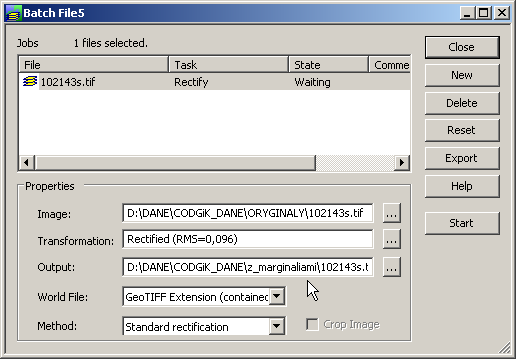 Batch File5
Jobs 1 files selected.
Close
File Task State Comme
102143s.tif Rectify Waiting
New
Delete
Reset
Export
Help
Start
Properties
Image: D:\DANE\CODGiK_DANE\ORYGINALY\102143s.tif ...
Transformation: Rectified (RMS=0,096) ...
Output: D:\DANE\CODGiK_DANE\z_marginaliami\102143s.t ...
World File: GeoTIFF Extension (containec
Method: Standard rectification Crop Image